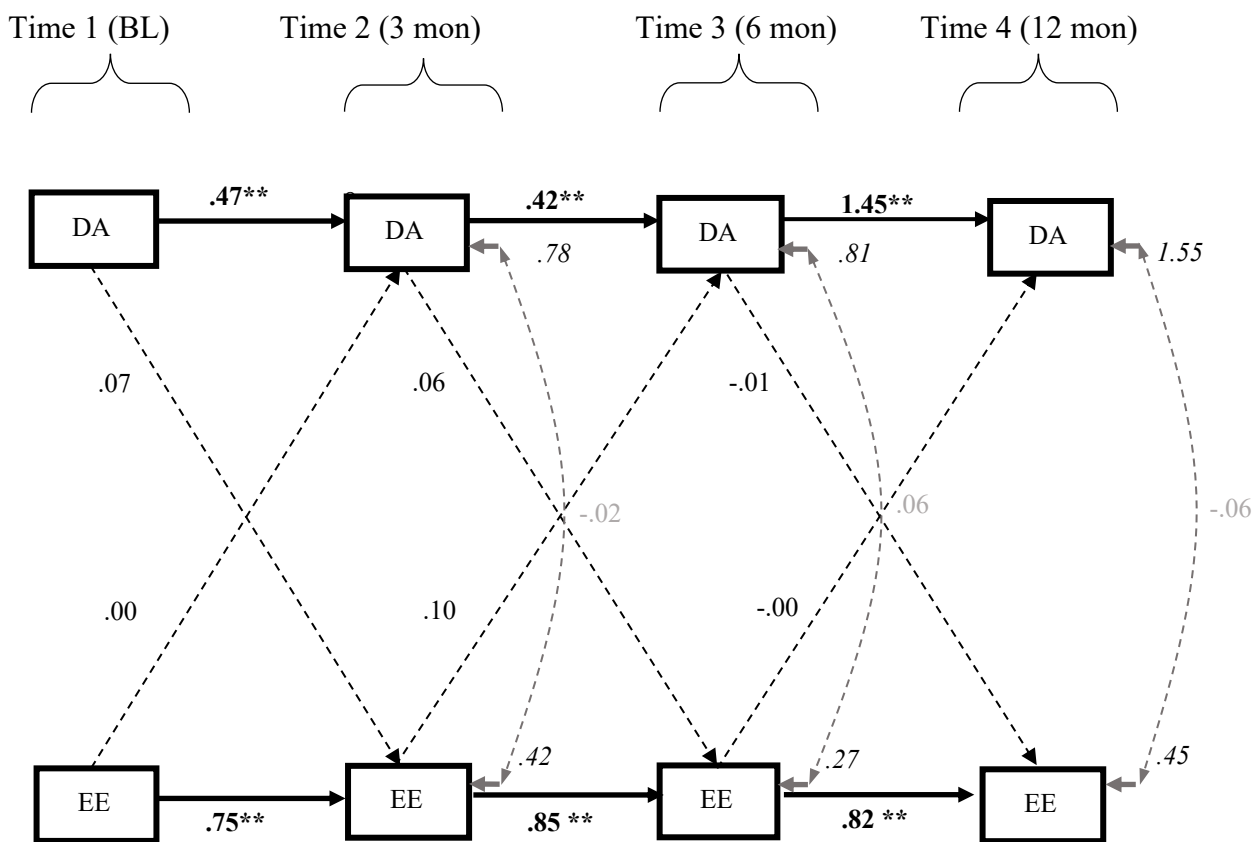 Time 1 (BL) Time 2 (3 mon) Time 3 (6 mon) Time 4 (12 mon)
.47** .42** 1.45**
DA DA DA DA
.78 .81 1.55
.07 .06 -.01
-.02 .06 -.06
.00 .10 -.00
.42 .27 .45
EE EE EE EE
.75** .85 ** .82 **